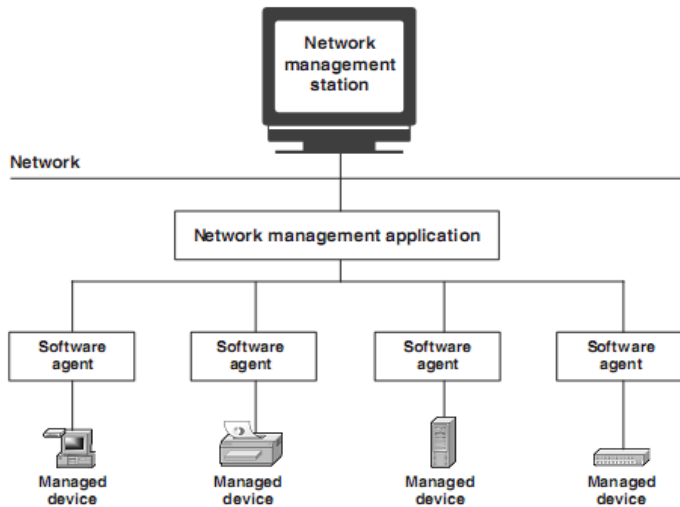 Network
management
station
Network
Network management application
Software
agent
Software
agent
Software
agent
Software
agent
Managed
device
Managed
device
Managed
device
Managed
device